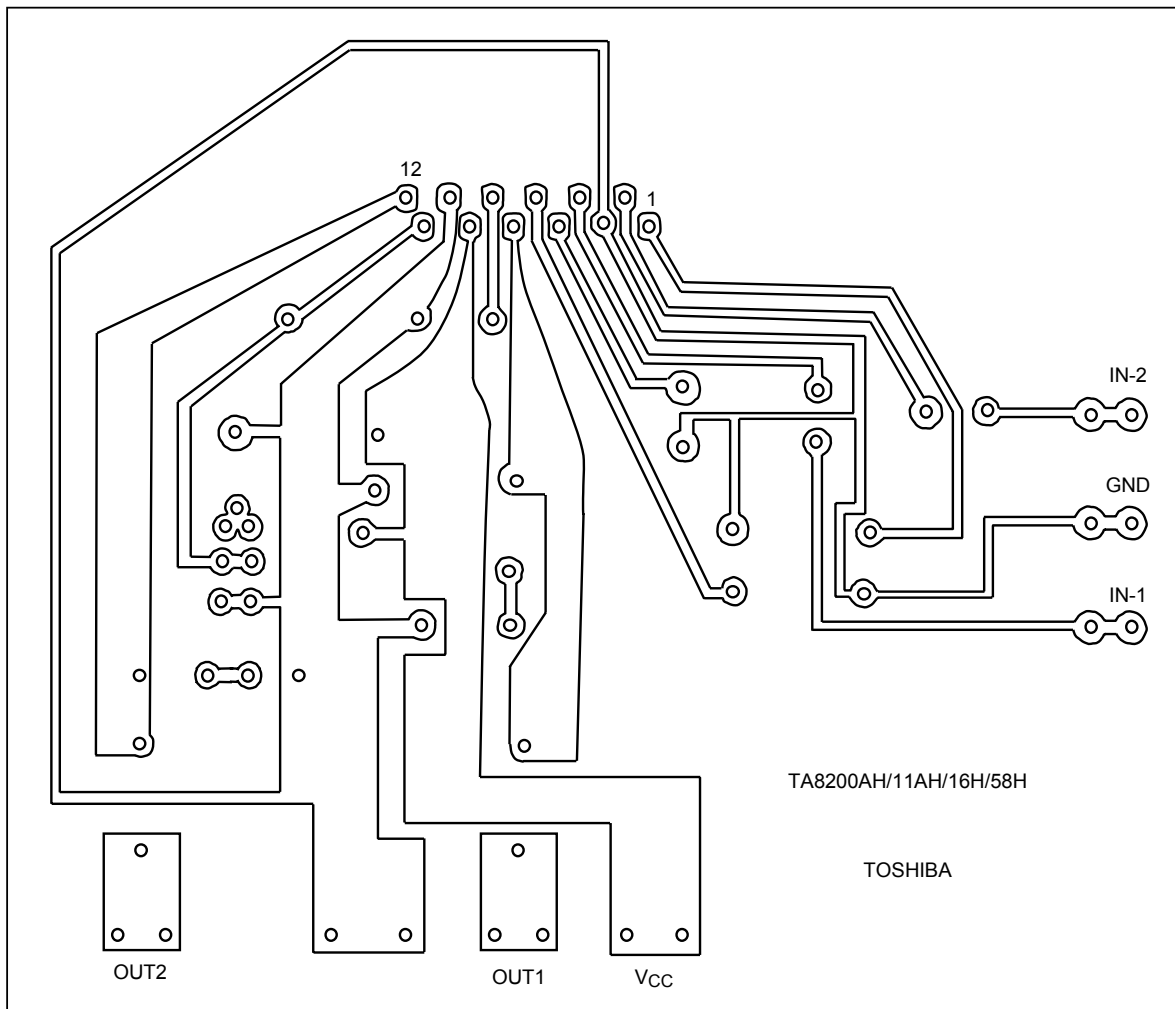 12
1
IN-2
GND
IN-1
TA8200AH/11AH/16H/58H
TOSHIBA
OUT2
OUT1
VCC